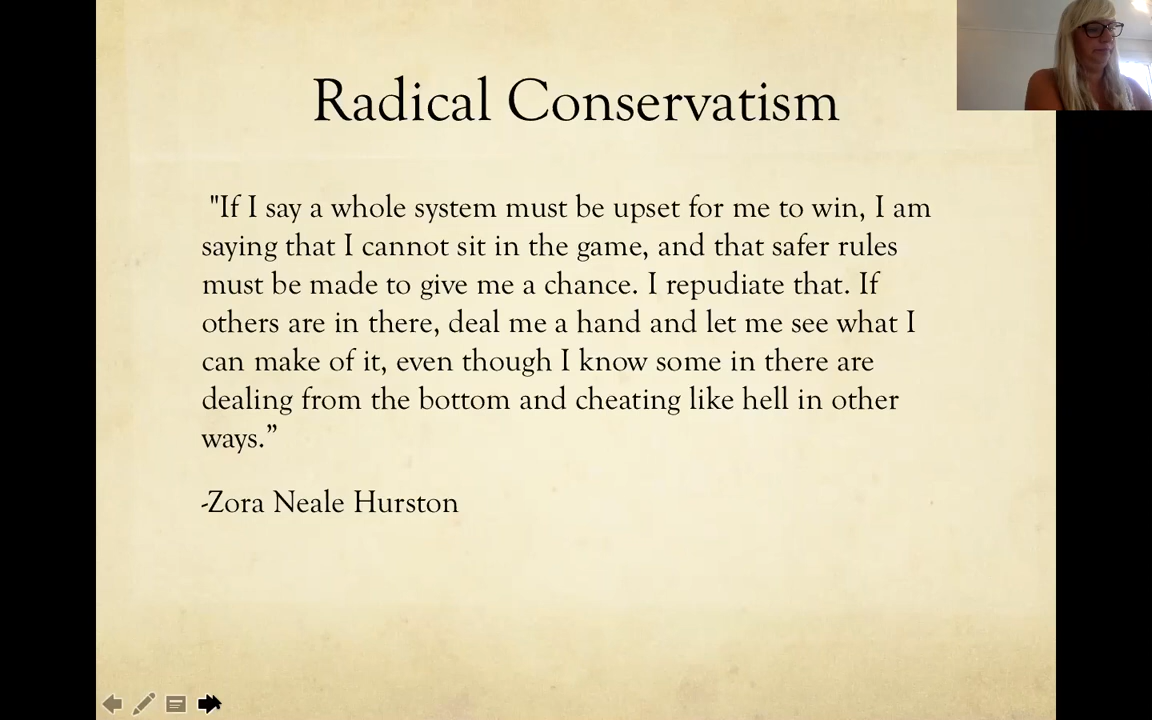 Radical Conservatism
"If I say a whole system must be upset for me to win, I am
saying that I cannot sit in the game, and that safer rules
must be made to give me a chance. I repudiate that. If
others are in there, deal me a hand and let me see what I
can make of it, even though I know some in there are
dealing from the bottom and cheating like hell in other
ways.”
-Zora Neale Hurston